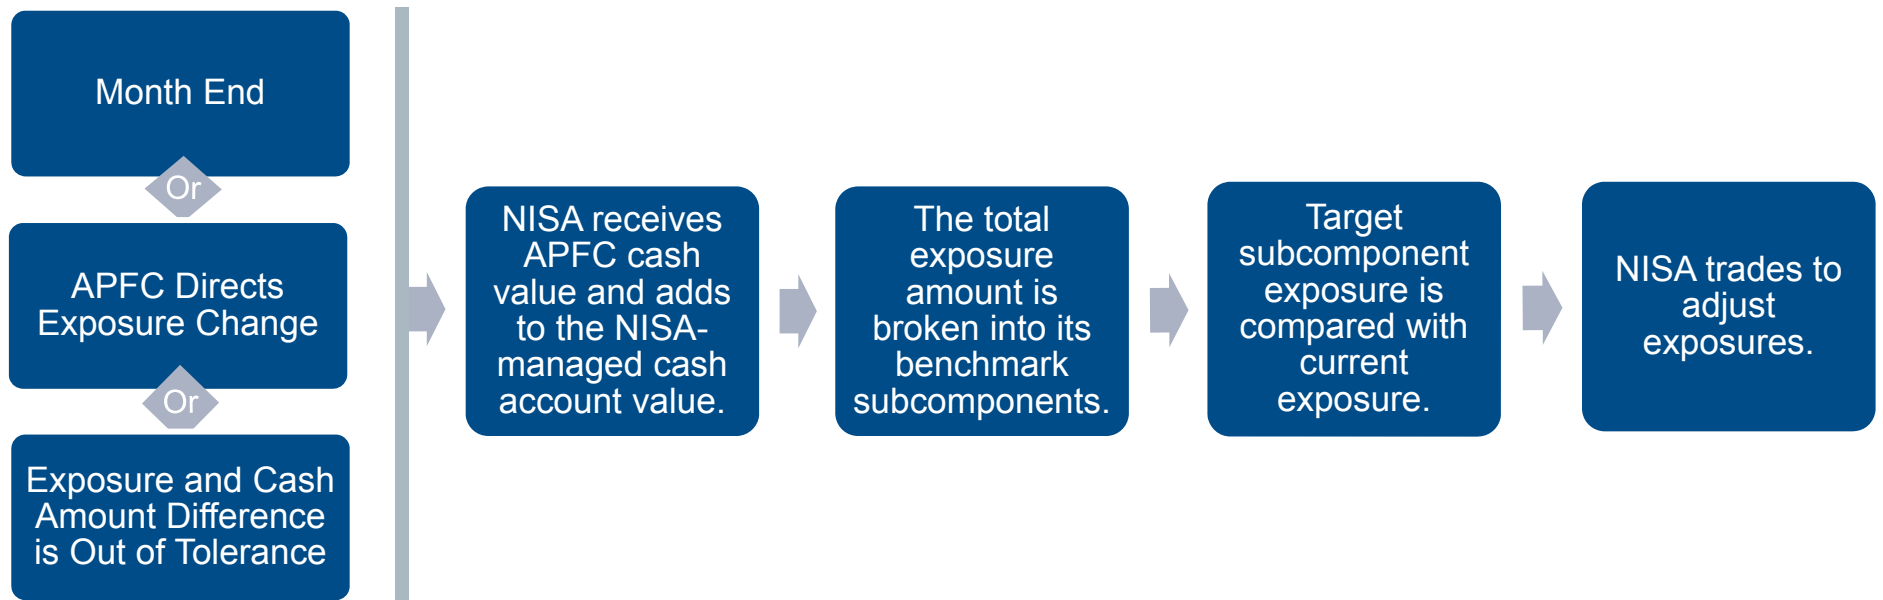 Month End
Or
APFC Directs
Exposure Change
Or
Exposure and Cash
Amount Difference
is Out of Tolerance
NISA receives
APFC cash
value and adds
to the NISA-
managed cash
account value.
The total
exposure
amount is
broken into its
benchmark
subcomponents.
Target
subcomponent
exposure is
compared with
current
exposure.
NISA trades to
adjust
exposures.